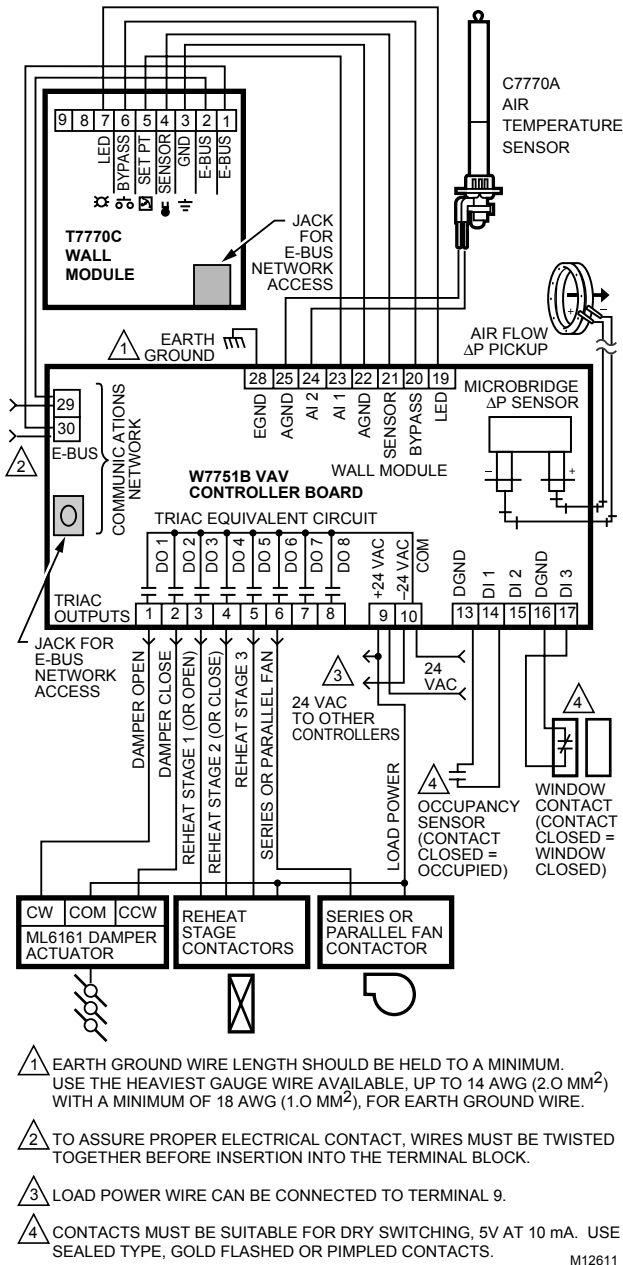 C7770A
AIR
TEMPERATURE
SENSOR
9 8 7 6 5 4 3 2 1
LED
BYPASS
SET PT
SENSOR
GND
E-BUS
E-BUS
T7770C
WALL
MODULE
JACK
FOR
E-BUS
NETWORK
ACCESS
1
EARTH
GROUND
AIR FLOW
ΔP PICKUP
+ −
28 25 24 23 22 21 20 19
EGND
AGND
AI 2
AI 1
AGND
SENSOR
BYPASS
LED
MICROBRIDGE
ΔP SENSOR
− +
29
30
2
E-BUS
COMMUNICATIONS
NETWORK
WALL MODULE
W7751B VAV
CONTROLLER BOARD
TRIAC EQUIVALENT CIRCUIT
DO 1
DO 2
DO 3
DO 4
DO 5
DO 6
DO 7
DO 8
+24 VAC
−24 VAC
COM
DGND
DI 1
DI 2
DGND
DI 3
TRIAC
OUTPUTS
1 2 3 4 5 6 7 8
9 10
13 14 15 16 17
JACK FOR
E-BUS
NETWORK
ACCESS
DAMPER OPEN
DAMPER CLOSE
REHEAT STAGE 1 (OR OPEN)
REHEAT STAGE 2 (OR CLOSE)
REHEAT STAGE 3
SERIES OR PARALLEL FAN
3
24 VAC
TO OTHER
CONTROLLERS
24
VAC
LOAD POWER
4
OCCUPANCY
SENSOR
(CONTACT
CLOSED =
OCCUPIED)
4
WINDOW
CONTACT
(CONTACT
CLOSED =
WINDOW
CLOSED)
CW COM CCW
ML6161 DAMPER
ACTUATOR
REHEAT
STAGE
CONTACTORS
SERIES OR
PARALLEL FAN
CONTACTOR
1 EARTH GROUND WIRE LENGTH SHOULD BE HELD TO A MINIMUM.
USE THE HEAVIEST GAUGE WIRE AVAILABLE, UP TO 14 AWG (2.O MM2)
WITH A MINIMUM OF 18 AWG (1.O MM2), FOR EARTH GROUND WIRE.
2 TO ASSURE PROPER ELECTRICAL CONTACT, WIRES MUST BE TWISTED
TOGETHER BEFORE INSERTION INTO THE TERMINAL BLOCK.
3 LOAD POWER WIRE CAN BE CONNECTED TO TERMINAL 9.
4 CONTACTS MUST BE SUITABLE FOR DRY SWITCHING, 5V AT 10 mA. USE
SEALED TYPE, GOLD FLASHED OR PIMPLED CONTACTS.
M12611